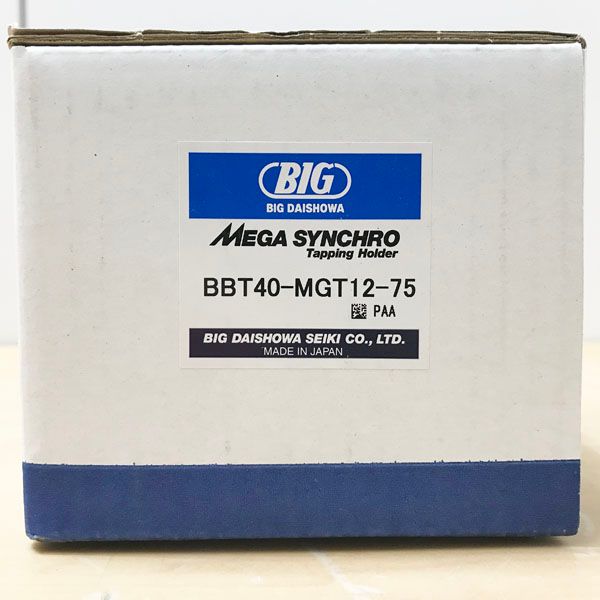 BIG
BIG DAISHOWA
MEGA SYNCHRO
Tapping Holder
BBT40-MGT12-75
PAA
BIG DAISHOWA SEIKI CO., LTD.
MADE IN JAPAN